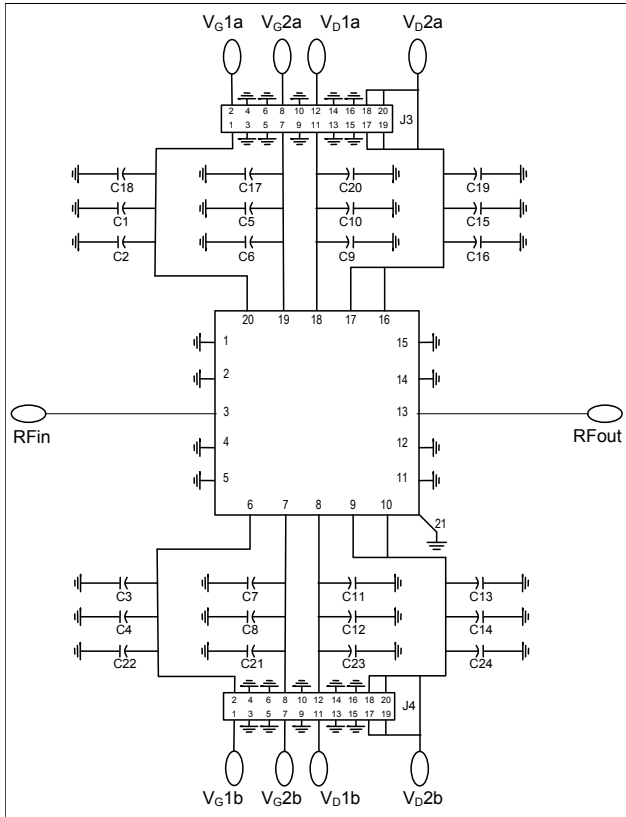 VG1a VG2a VD1a VD2a
2 4 6 8 10 12 14 16 18 20
1 3 5 7 9 11 13 15 17 19
J3
C18 C17 C20 C19
C1 C5 C10 C15
C2 C6 C9 C16
20 19 18 17 16
1 15
2 14
3 13
RFin RFout
4 12
5 11
6 7 8 9 10
21
C3 C7 C11 C13
C4 C8 C12 C14
C22 C21 C23 C24
2 4 6 8 10 12 14 16 18 20
1 3 5 7 9 11 13 15 17 19
J4
VG1b VG2b VD1b VD2b